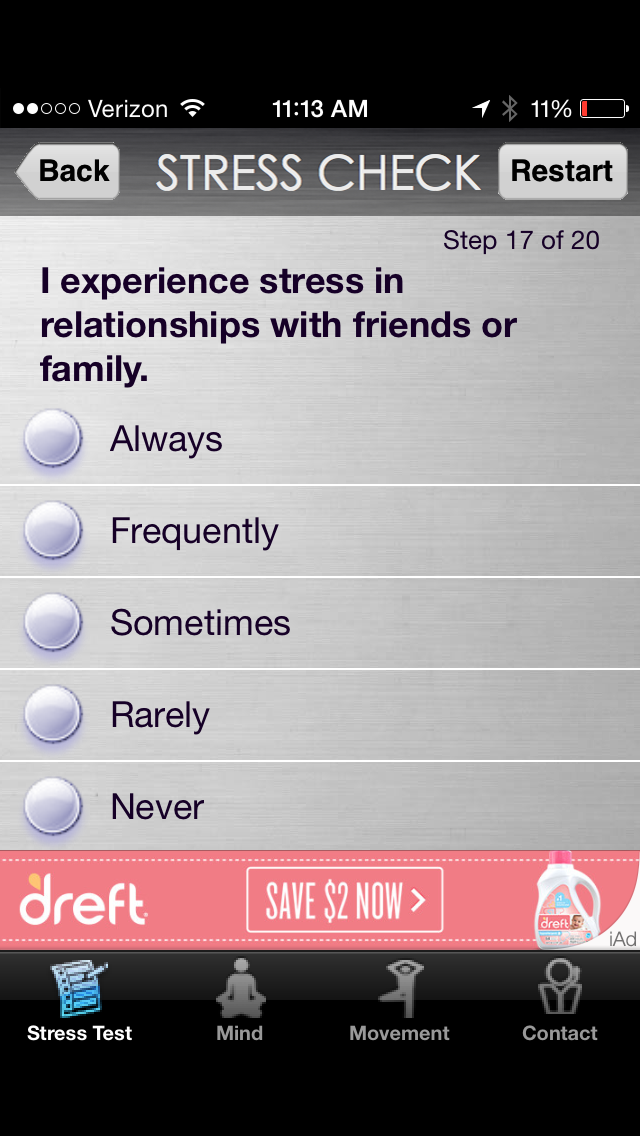 Verizon 11:13 AM 11%
Back STRESS CHECK Restart
Step 17 of 20
I experience stress in
relationships with friends or
family.
Always
Frequently
Sometimes
Rarely
Never
dreft SAVE $2 NOW > dreft
iAd
Stress Test Mind Movement Contact